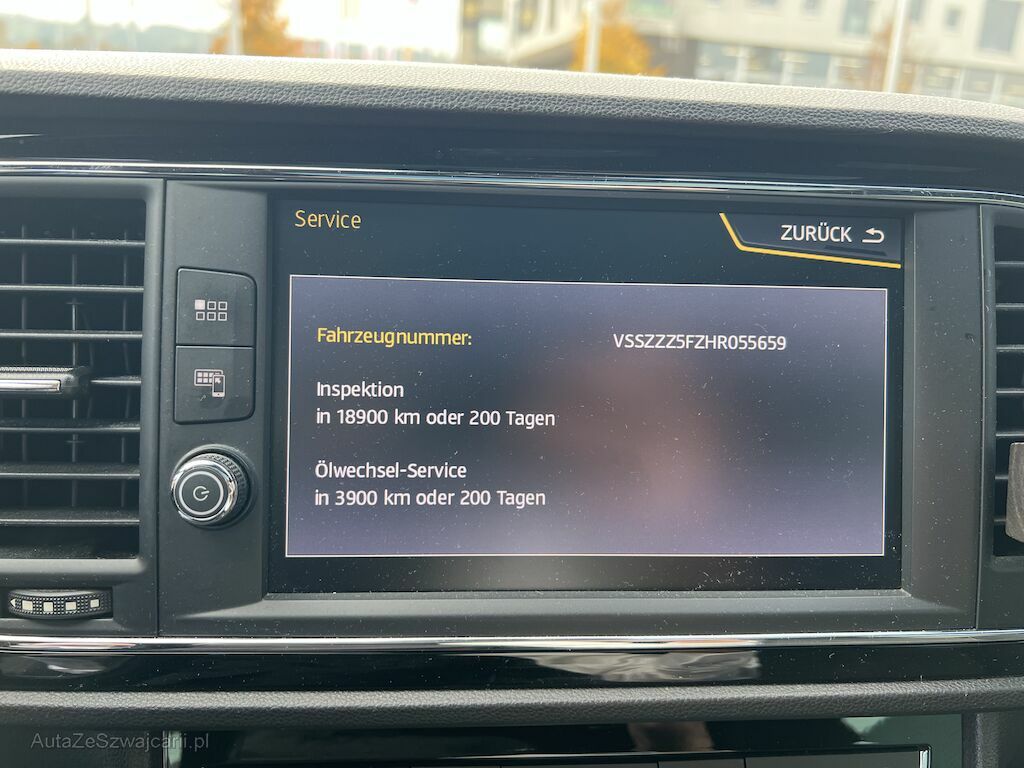 Service
ZURÜCK
Fahrzeugnummer: VSSZZZ5FZHR055659
Inspektion
in 18900 km oder 200 Tagen
Ölwechsel-Service
in 3900 km oder 200 Tagen
AutaZeSzwajcarii.pl